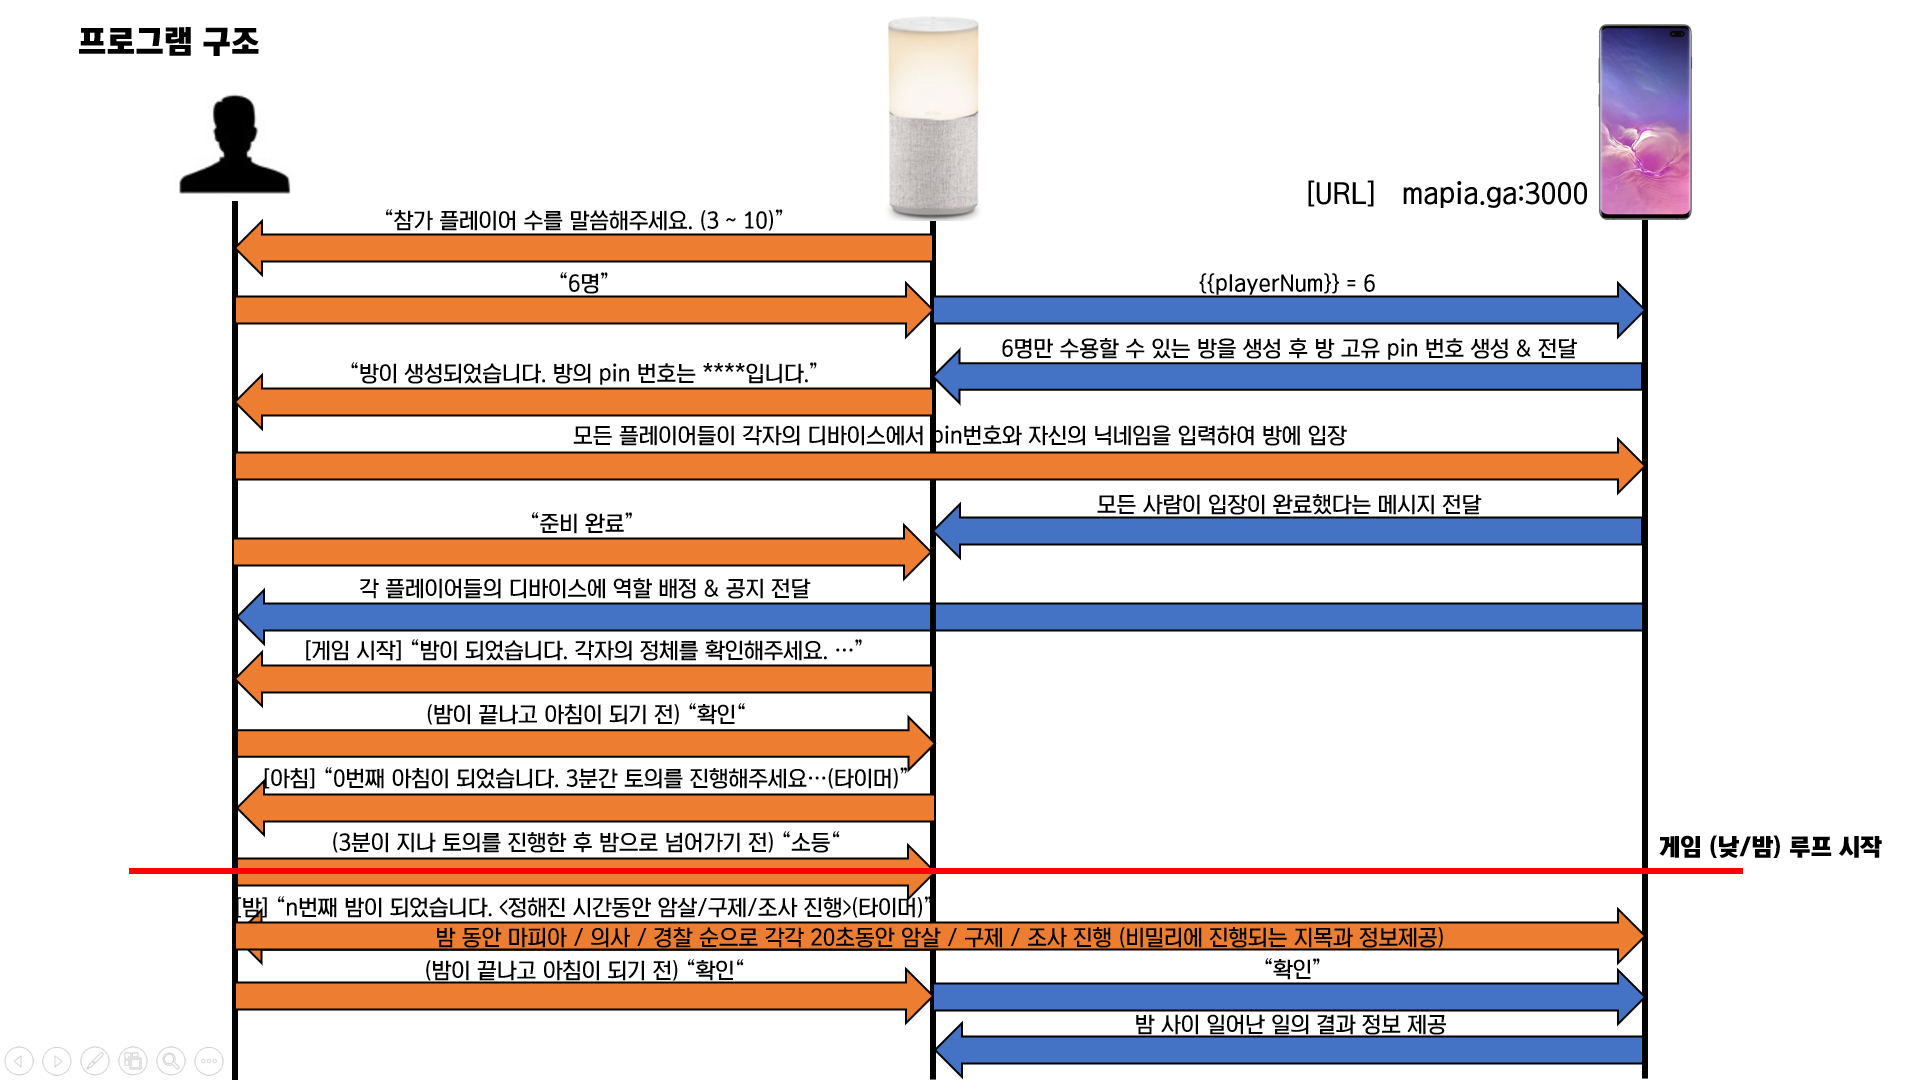 프로그램 구조
[URL] mapia.ga:3000
“참가 플레이어 수를 말씀해주세요. (3 ~ 10)”
“6명”
{{playerNum}} = 6
6명만 수용할 수 있는 방을 생성 후 방 고유 pin 번호 생성 & 전달
“방이 생성되었습니다. 방의 pin 번호는 ****입니다.”
모든 플레이어들이 각자의 디바이스에서 pin번호와 자신의 닉네임을 입력하여 방에 입장
모든 사람이 입장이 완료했다는 메시지 전달
“준비 완료”
각 플레이어들의 디바이스에 역할 배정 & 공지 전달
[게임 시작] “밤이 되었습니다. 각자의 정체를 확인해주세요. …”
(밤이 끝나고 아침이 되기 전) “확인“
[아침] “0번째 아침이 되었습니다. 3분간 토의를 진행해주세요…(타이머)”
(3분이 지나 토의를 진행한 후 밤으로 넘어가기 전) “소등“
게임 (낮/밤) 루프 시작
[밤] “n번째 밤이 되었습니다. <정해진 시간동안 암살/구제/조사 진행>(타이머)”
밤 동안 마피아 / 의사 / 경찰 순으로 각각 20초동안 암살 / 구제 / 조사 진행 (비밀리에 진행되는 지목과 정보제공)
(밤이 끝나고 아침이 되기 전) “확인“
“확인”
밤 사이 일어난 일의 결과 정보 제공